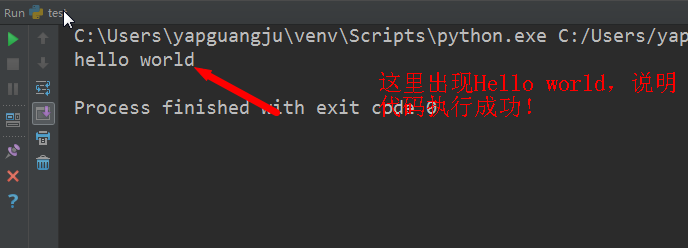 Run test
C:\Users\yapguangju\venv\Scripts\python.exe C:/Users/yap
hello world
这里出现Hello world，说明
代码执行成功！
Process finished with exit code 0